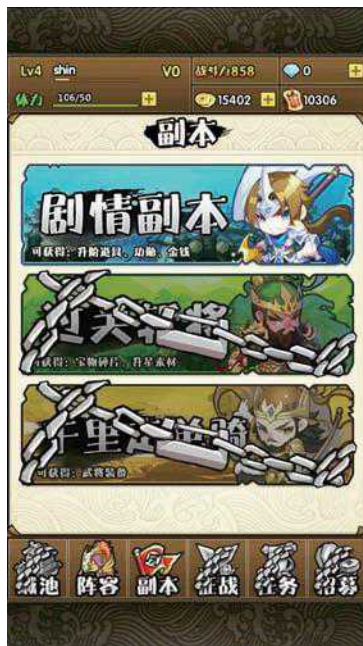 Lv4 shin V0 战斗力858 0
体力 106/50 15402 10306
副本
剧情副本
可获得：升阶道具、功勋、金钱
过关斩将
可获得：宝物碎片、升星素材
千里走单骑
可获得：武将装备
城池 阵容 副本 征战 任务 招募